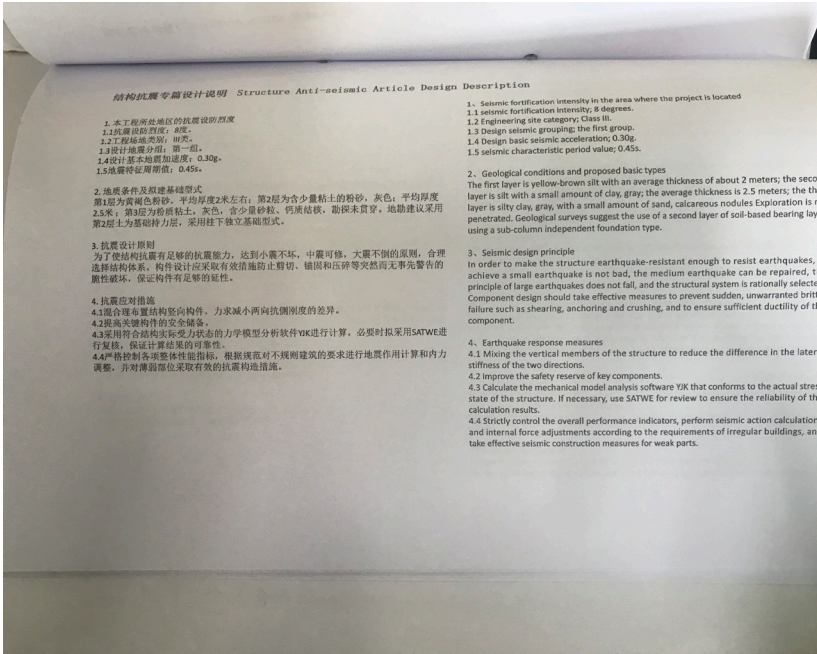 结构抗震专篇设计说明 Structure Anti-seismic Article Design Description
1. 本工程所处地区的抗震设防烈度
1.1抗震设防烈度：8度。
1.2工程场地类别：III类。
1.3设计地震分组：第一组。
1.4设计基本地震加速度：0.30g。
1.5地震特征周期值：0.45s。
2. 地质条件及拟建基础型式
第1层为黄褐色粉砂，平均厚度2米左右；第2层为含少量粘土的粉砂，灰色；平均厚度
2.5米；第3层为粉质粘土，灰色，含少量砂粒、钙质结核，勘探未贯穿。地勘建议采用
第2层土为基础持力层，采用柱下独立基础型式。
3. 抗震设计原则
为了使结构抗震有足够的抗震能力，达到小震不坏，中震可修，大震不倒的原则，合理
选择结构体系。构件设计应采取有效措施防止剪切、锚固和压碎等突然而无事先警告的
脆性破坏，保证构件有足够的延性。
4. 抗震应对措施
4.1混合理布置结构竖向构件，力求减小两向抗侧刚度的差异。
4.2提高关键构件的安全储备。
4.3采用符合结构实际受力状态的力学模型分析软件YJK进行计算，必要时拟采用SATWE进
行复核，保证计算结果的可靠性。
4.4严格控制各项整体性能指标，根据规范对不规则建筑的要求进行地震作用计算和内力
调整，并对薄弱部位采取有效的抗震构造措施。
1、Seismic fortification intensity in the area where the project is located
1.1 seismic fortification intensity; 8 degrees.
1.2 Engineering site category; Class III.
1.3 Design seismic grouping; the first group.
1.4 Design basic seismic acceleration; 0.30g.
1.5 seismic characteristic period value; 0.45s.
2、Geological conditions and proposed basic types
The first layer is yellow-brown silt with an average thickness of about 2 meters; the seco
layer is silt with a small amount of clay, gray; the average thickness is 2.5 meters; the th
layer is silty clay, gray, with a small amount of sand, calcareous nodules Exploration is
penetrated. Geological surveys suggest the use of a second layer of soil-based bearing lay
using a sub-column independent foundation type.
3、Seismic design principle
In order to make the structure earthquake-resistant enough to resist earthquakes,
achieve a small earthquake is not bad, the medium earthquake can be repaired, t
principle of large earthquakes does not fall, and the structural system is rationally selecte
Component design should take effective measures to prevent sudden, unwarranted britt
failure such as shearing, anchoring and crushing, and to ensure sufficient ductility of t
component.
4、Earthquake response measures
4.1 Mixing the vertical members of the structure to reduce the difference in the later
stiffness of the two directions.
4.2 Improve the safety reserve of key components.
4.3 Calculate the mechanical model analysis software YJK that conforms to the actual stre
state of the structure. If necessary, use SATWE for review to ensure the reliability of th
calculation results.
4.4 Strictly control the overall performance indicators, perform seismic action calculation
and internal force adjustments according to the requirements of irregular buildings, an
take effective seismic construction measures for weak parts.